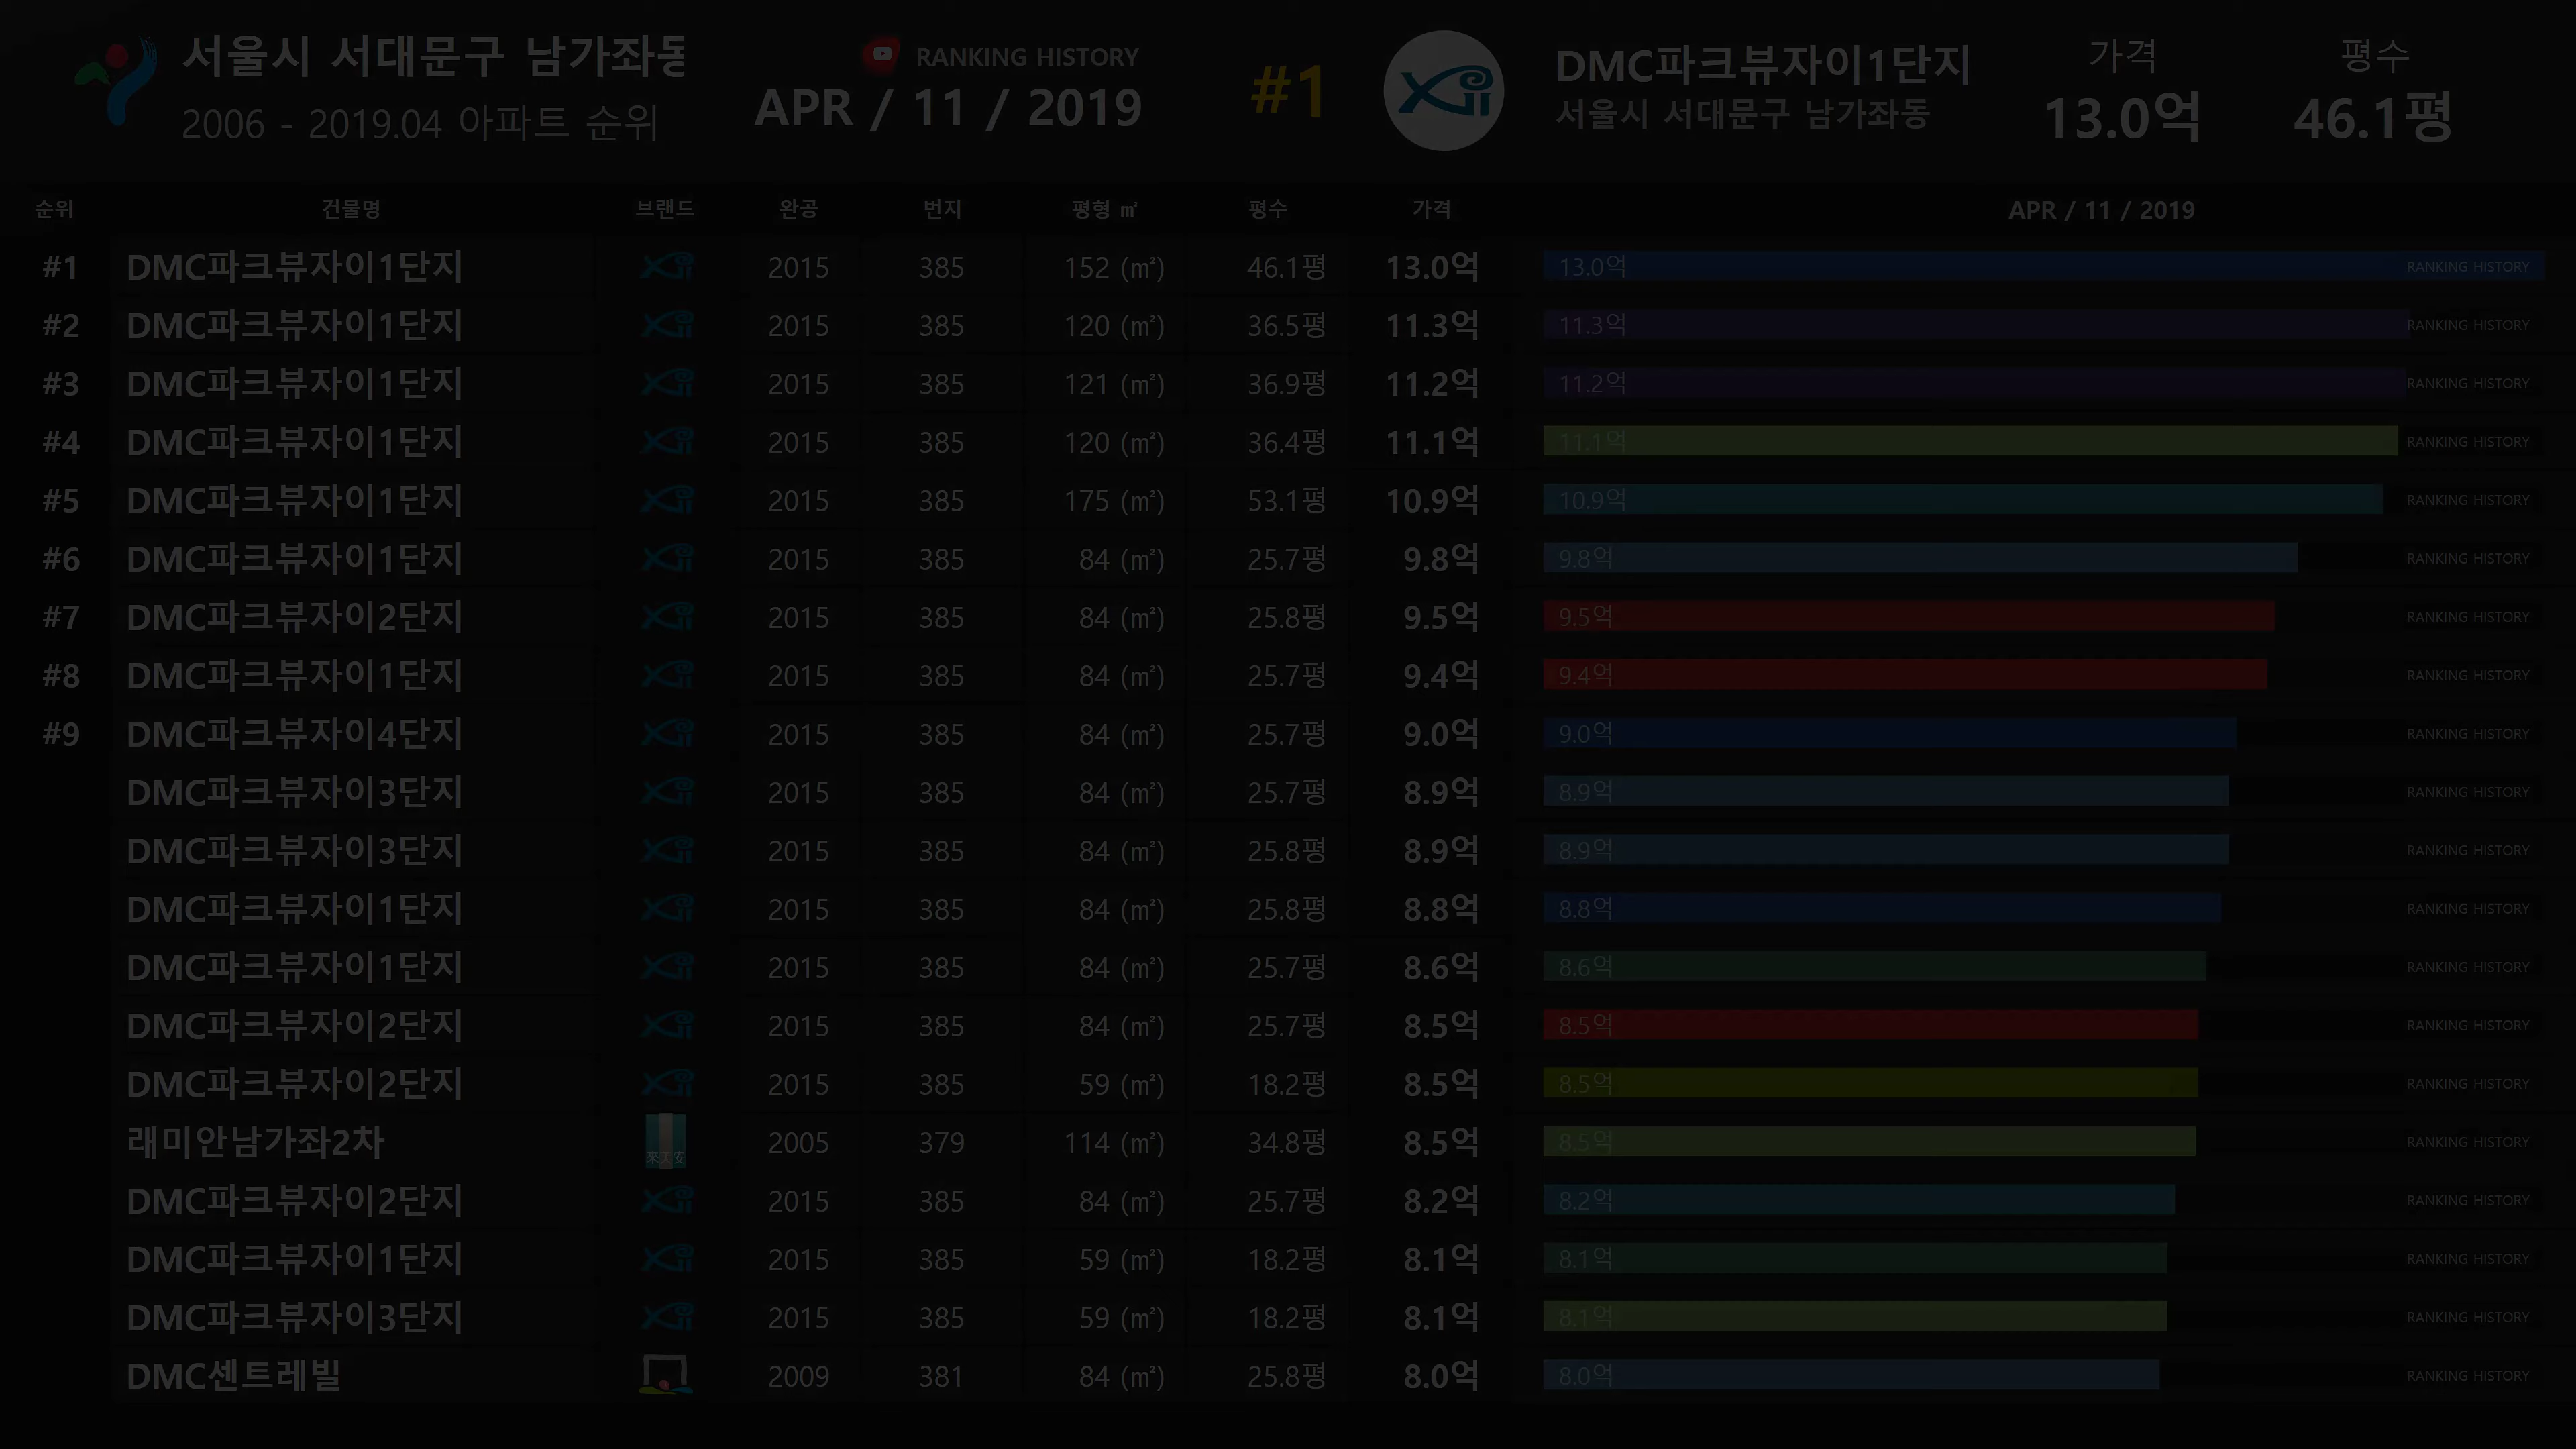 서울시 서대문구 남가좌동
2006 - 2019.04 아파트 순위
RANKING HISTORY
APR / 11 / 2019
#1
DMC파크뷰자이1단지
서울시 서대문구 남가좌동
가격
13.0억
평수
46.1평
순위 건물명 브랜드 완공 번지 평형 ㎡ 평수 가격 APR / 11 / 2019
#1 DMC파크뷰자이1단지 2015 385 152 (㎡) 46.1평 13.0억 13.0억 RANKING HISTORY
#2 DMC파크뷰자이1단지 2015 385 120 (㎡) 36.5평 11.3억 11.3억 RANKING HISTORY
#3 DMC파크뷰자이1단지 2015 385 121 (㎡) 36.9평 11.2억 11.2억 RANKING HISTORY
#4 DMC파크뷰자이1단지 2015 385 120 (㎡) 36.4평 11.1억 11.1억 RANKING HISTORY
#5 DMC파크뷰자이1단지 2015 385 175 (㎡) 53.1평 10.9억 10.9억 RANKING HISTORY
#6 DMC파크뷰자이1단지 2015 385 84 (㎡) 25.7평 9.8억 9.8억 RANKING HISTORY
#7 DMC파크뷰자이2단지 2015 385 84 (㎡) 25.8평 9.5억 9.5억 RANKING HISTORY
#8 DMC파크뷰자이1단지 2015 385 84 (㎡) 25.7평 9.4억 9.4억 RANKING HISTORY
#9 DMC파크뷰자이4단지 2015 385 84 (㎡) 25.7평 9.0억 9.0억 RANKING HISTORY
DMC파크뷰자이3단지 2015 385 84 (㎡) 25.7평 8.9억 8.9억 RANKING HISTORY
DMC파크뷰자이3단지 2015 385 84 (㎡) 25.8평 8.9억 8.9억 RANKING HISTORY
DMC파크뷰자이1단지 2015 385 84 (㎡) 25.8평 8.8억 8.8억 RANKING HISTORY
DMC파크뷰자이1단지 2015 385 84 (㎡) 25.7평 8.6억 8.6억 RANKING HISTORY
DMC파크뷰자이2단지 2015 385 84 (㎡) 25.7평 8.5억 8.5억 RANKING HISTORY
DMC파크뷰자이2단지 2015 385 59 (㎡) 18.2평 8.5억 8.5억 RANKING HISTORY
래미안남가좌2차 來美安 2005 379 114 (㎡) 34.8평 8.5억 8.5억 RANKING HISTORY
DMC파크뷰자이2단지 2015 385 84 (㎡) 25.7평 8.2억 8.2억 RANKING HISTORY
DMC파크뷰자이1단지 2015 385 59 (㎡) 18.2평 8.1억 8.1억 RANKING HISTORY
DMC파크뷰자이3단지 2015 385 59 (㎡) 18.2평 8.1억 8.1억 RANKING HISTORY
DMC센트레빌 2009 381 84 (㎡) 25.8평 8.0억 8.0억 RANKING HISTORY